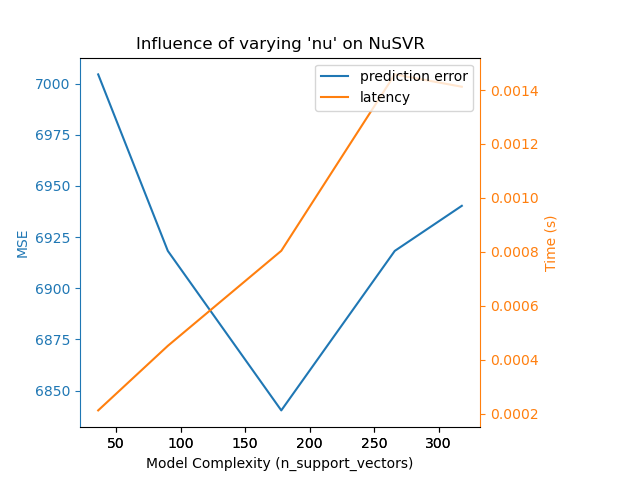 Influence of varying 'nu' on NuSVR
prediction error
latency
7000
6975
6950
6925
6900
6875
6850
MSE
0.0014
0.0012
0.0010
0.0008
0.0006
0.0004
0.0002
Time (s)
50 100 150 200 250 300
Model Complexity (n_support_vectors)